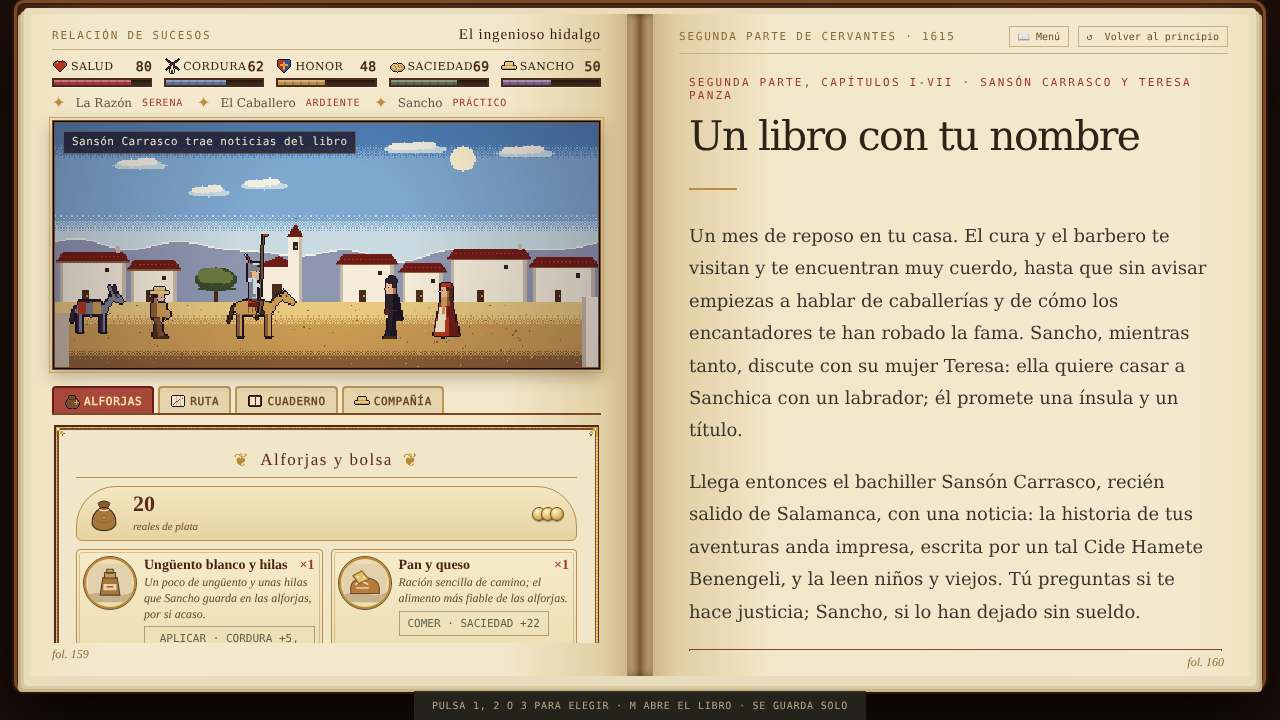 RELACIÓN DE SUCESOS
El ingenioso hidalgo
SALUD 80
CORDURA 62
HONOR 48
SACIEDAD 69
SANCHO 50
La Razón SERENA
El Caballero ARDIENTE
Sancho PRÁCTICO
Sansón Carrasco trae noticias del libro
ALFORJAS
RUTA
CUADERNO
COMPAÑÍA
Alforjas y bolsa
20
reales de plata
Ungüento blanco y hilas ×1
Un poco de ungüento y unas hilas
que Sancho guarda en las alforjas,
por si acaso.
APLICAR · CORDURA +5,
Pan y queso ×1
Ración sencilla de camino; el
alimento más fiable de las alforjas.
COMER · SACIEDAD +22
fol. 159
SEGUNDA PARTE DE CERVANTES · 1615
Menú
Volver al principio
SEGUNDA PARTE, CAPÍTULOS I-VII · SANSÓN CARRASCO Y TERESA
PANZA
Un libro con tu nombre
Un mes de reposo en tu casa. El cura y el barbero te
visitan y te encuentran muy cuerdo, hasta que sin avisar
empiezas a hablar de caballerías y de cómo los
encantadores te han robado la fama. Sancho, mientras
tanto, discute con su mujer Teresa: ella quiere casar a
Sanchica con un labrador; él promete una ínsula y un
título.
Llega entonces el bachiller Sansón Carrasco, recién
salido de Salamanca, con una noticia: la historia de tus
aventuras anda impresa, escrita por un tal Cide Hamete
Benengeli, y la leen niños y viejos. Tú preguntas si te
hace justicia; Sancho, si lo han dejado sin sueldo.
fol. 160
PULSA 1, 2 O 3 PARA ELEGIR · M ABRE EL LIBRO · SE GUARDA SOLO